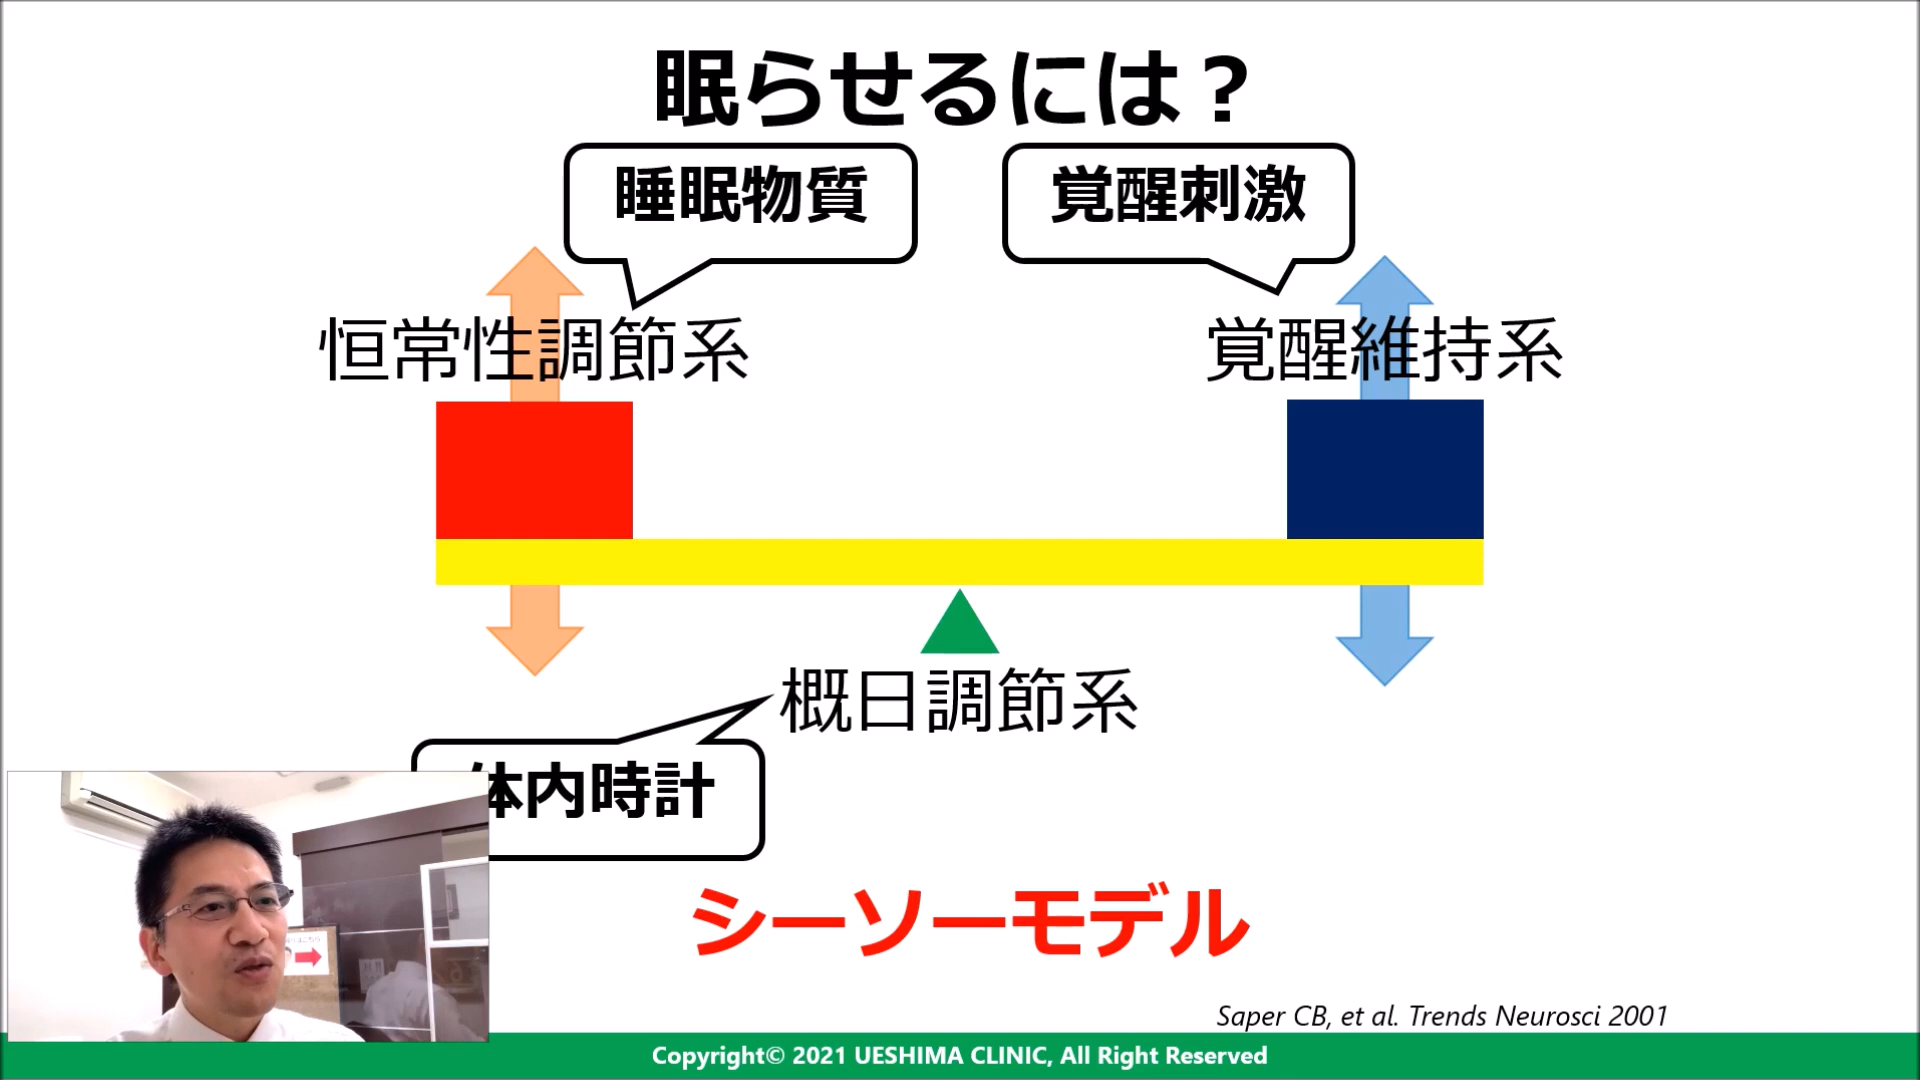 眠らせるには？
睡眠物質
覚醒刺激
恒常性調節系
覚醒維持系
概日調節系
体内時計
シーソーモデル
Saper CB, et al. Trends Neurosci 2001
Copyright© 2021 UESHIMA CLINIC, All Right Reserved